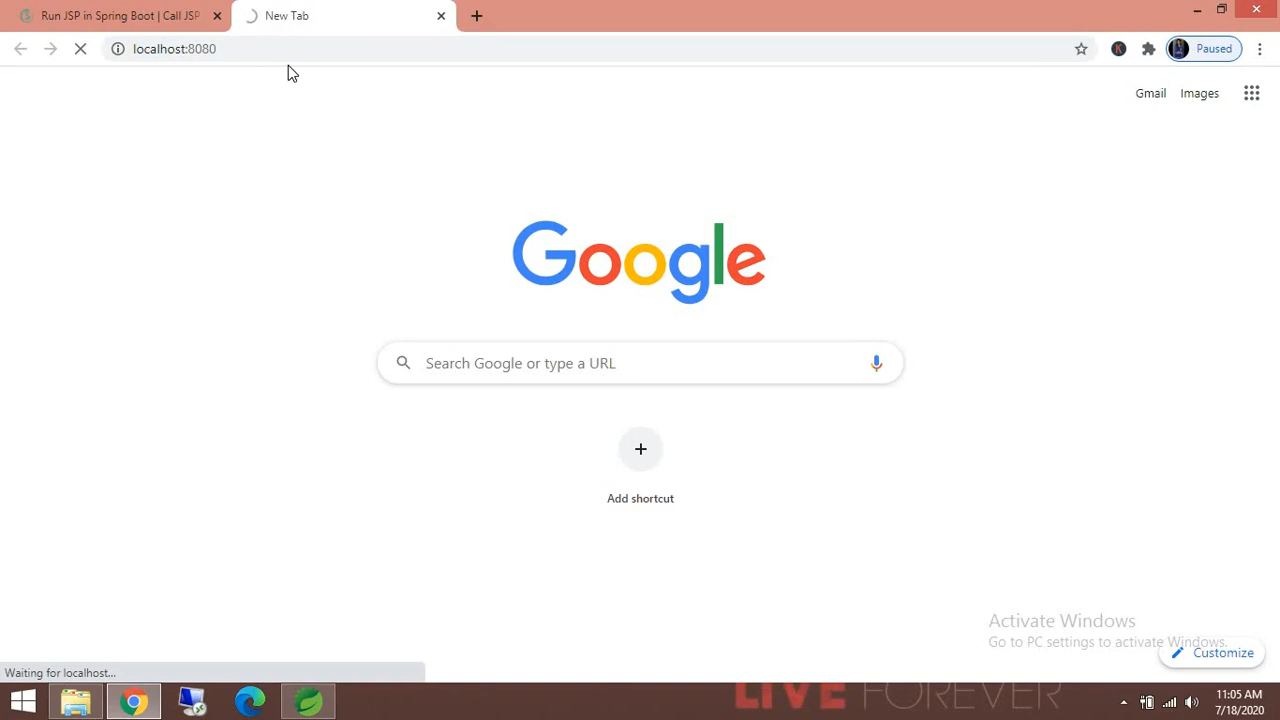 Run JSP in Spring Boot | Call JSP
New Tab
localhost:8080
K
Paused
Gmail
Images
Google
Search Google or type a URL
Add shortcut
Activate Windows
Go to PC settings to activate Windows.
Customize
Waiting for localhost...
LIVE FOREVER
11:05 AM
7/18/2020